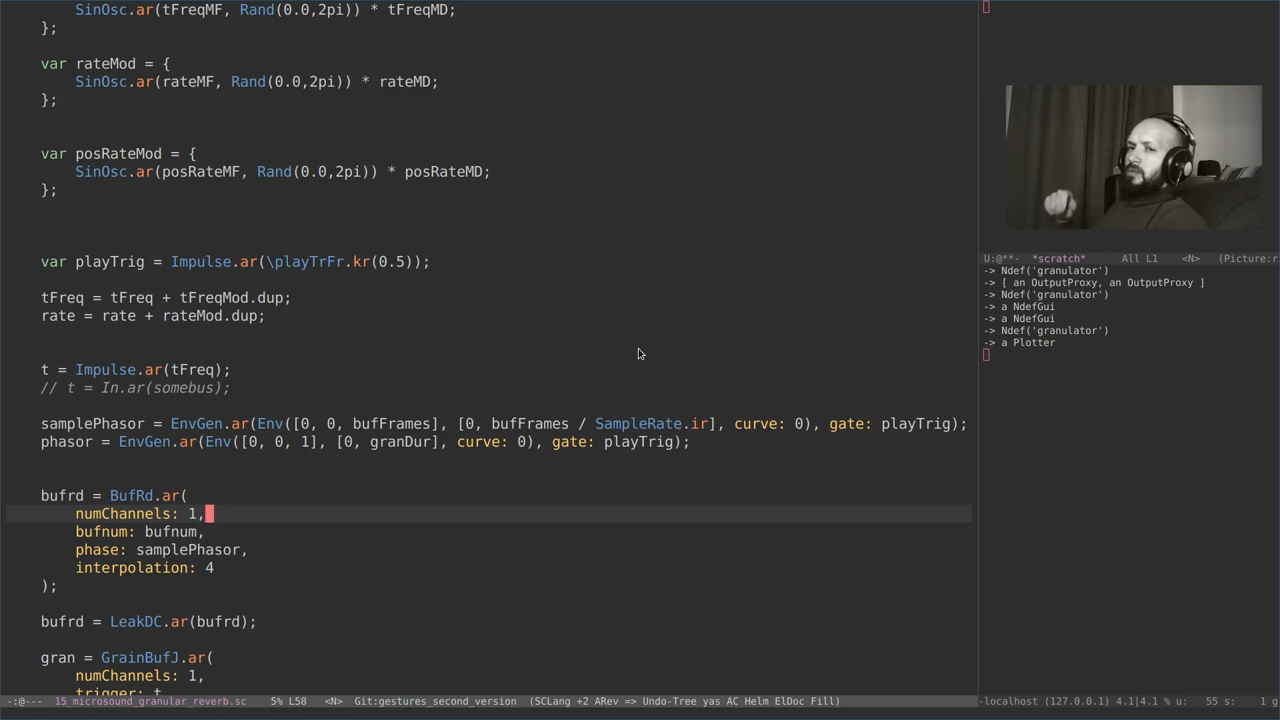 SinOsc.ar(tFreqMF, Rand(0.0,2pi)) * tFreqMD;
};
var rateMod = {
SinOsc.ar(rateMF, Rand(0.0,2pi)) * rateMD;
};
var posRateMod = {
SinOsc.ar(posRateMF, Rand(0.0,2pi)) * posRateMD;
};
var playTrig = Impulse.ar(\playTrFr.kr(0.5));
tFreq = tFreq + tFreqMod.dup;
rate = rate + rateMod.dup;
t = Impulse.ar(tFreq);
// t = In.ar(somebus);
samplePhasor = EnvGen.ar(Env([0, 0, bufFrames], [0, bufFrames / SampleRate.ir], curve: 0), gate: playTrig);
phasor = EnvGen.ar(Env([0, 0, 1], [0, granDur], curve: 0), gate: playTrig);
bufrd = BufRd.ar(
numChannels: 1,
bufnum: bufnum,
phase: samplePhasor,
interpolation: 4
);
bufrd = LeakDC.ar(bufrd);
gran = GrainBufJ.ar(
numChannels: 1,
trigger: t,
-:@--- 15_microsound_granular_reverb.sc 5% L58 <N> Git:gestures_second_version (SCLang +2 ARev => Undo-Tree yas AC Helm ElDoc Fill)
U:@**- *scratch* All L1 <N> (Picture:r
-> Ndef('granulator')
-> [ an OutputProxy, an OutputProxy ]
-> Ndef('granulator')
-> a NdefGui
-> a NdefGui
-> Ndef('granulator')
-> a Plotter
-localhost (127.0.0.1) 4.1|4.1 % u: 55 s: 1 g